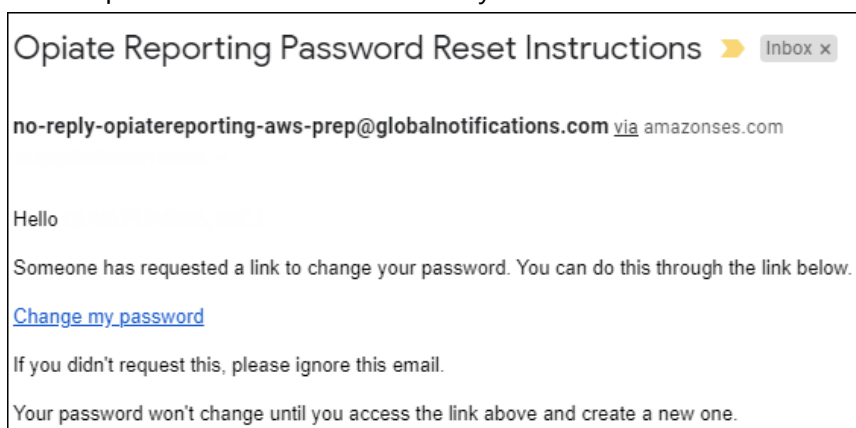 Opiate Reporting Password Reset Instructions Inbox x
no-reply-opiatereporting-aws-prep@globalnotifications.com via amazonses.com
Hello
Someone has requested a link to change your password. You can do this through the link below.
Change my password
If you didn't request this, please ignore this email.
Your password won't change until you access the link above and create a new one.